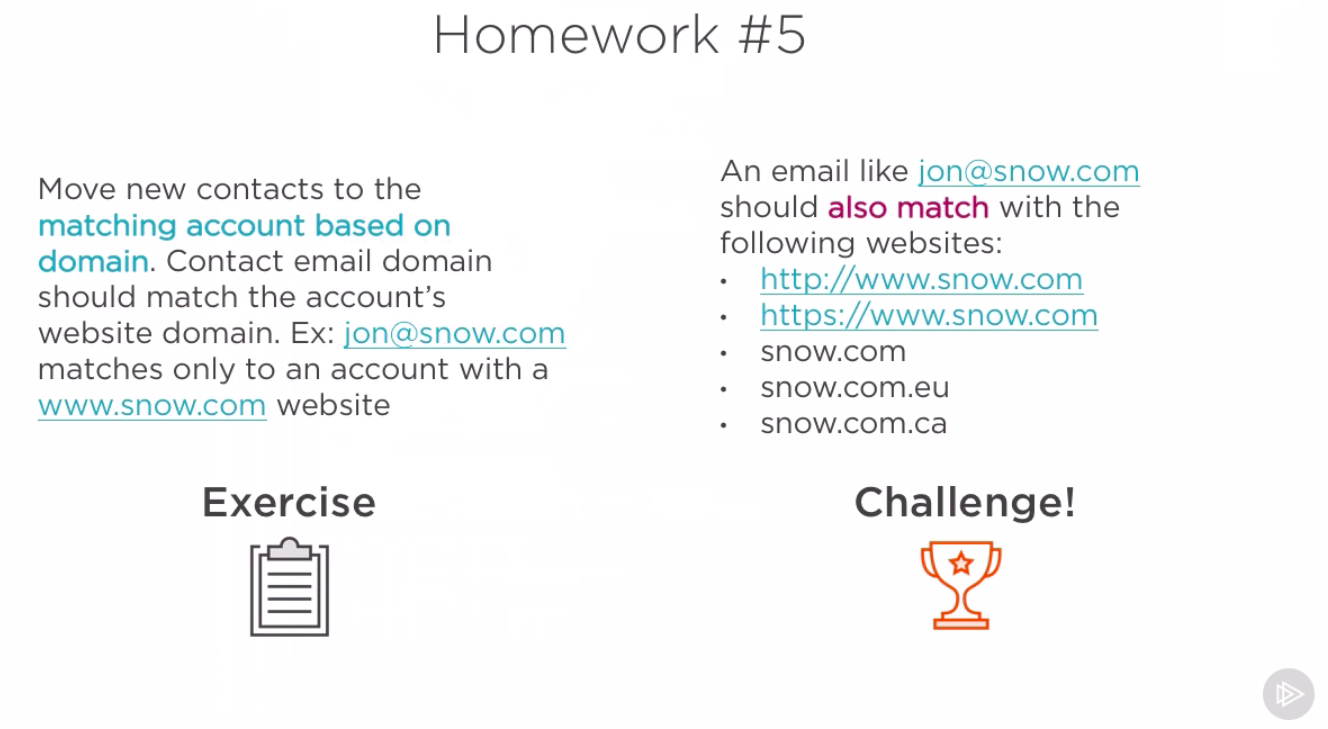 Homework #5
Move new contacts to the
matching account based on
domain. Contact email domain
should match the account's
website domain. Ex: jon@snow.com
matches only to an account with a
www.snow.com website
Exercise
An email like jon@snow.com
should also match with the
following websites:
• http://www.snow.com
• https://www.snow.com
• snow.com
• snow.com.eu
• snow.com.ca
Challenge!